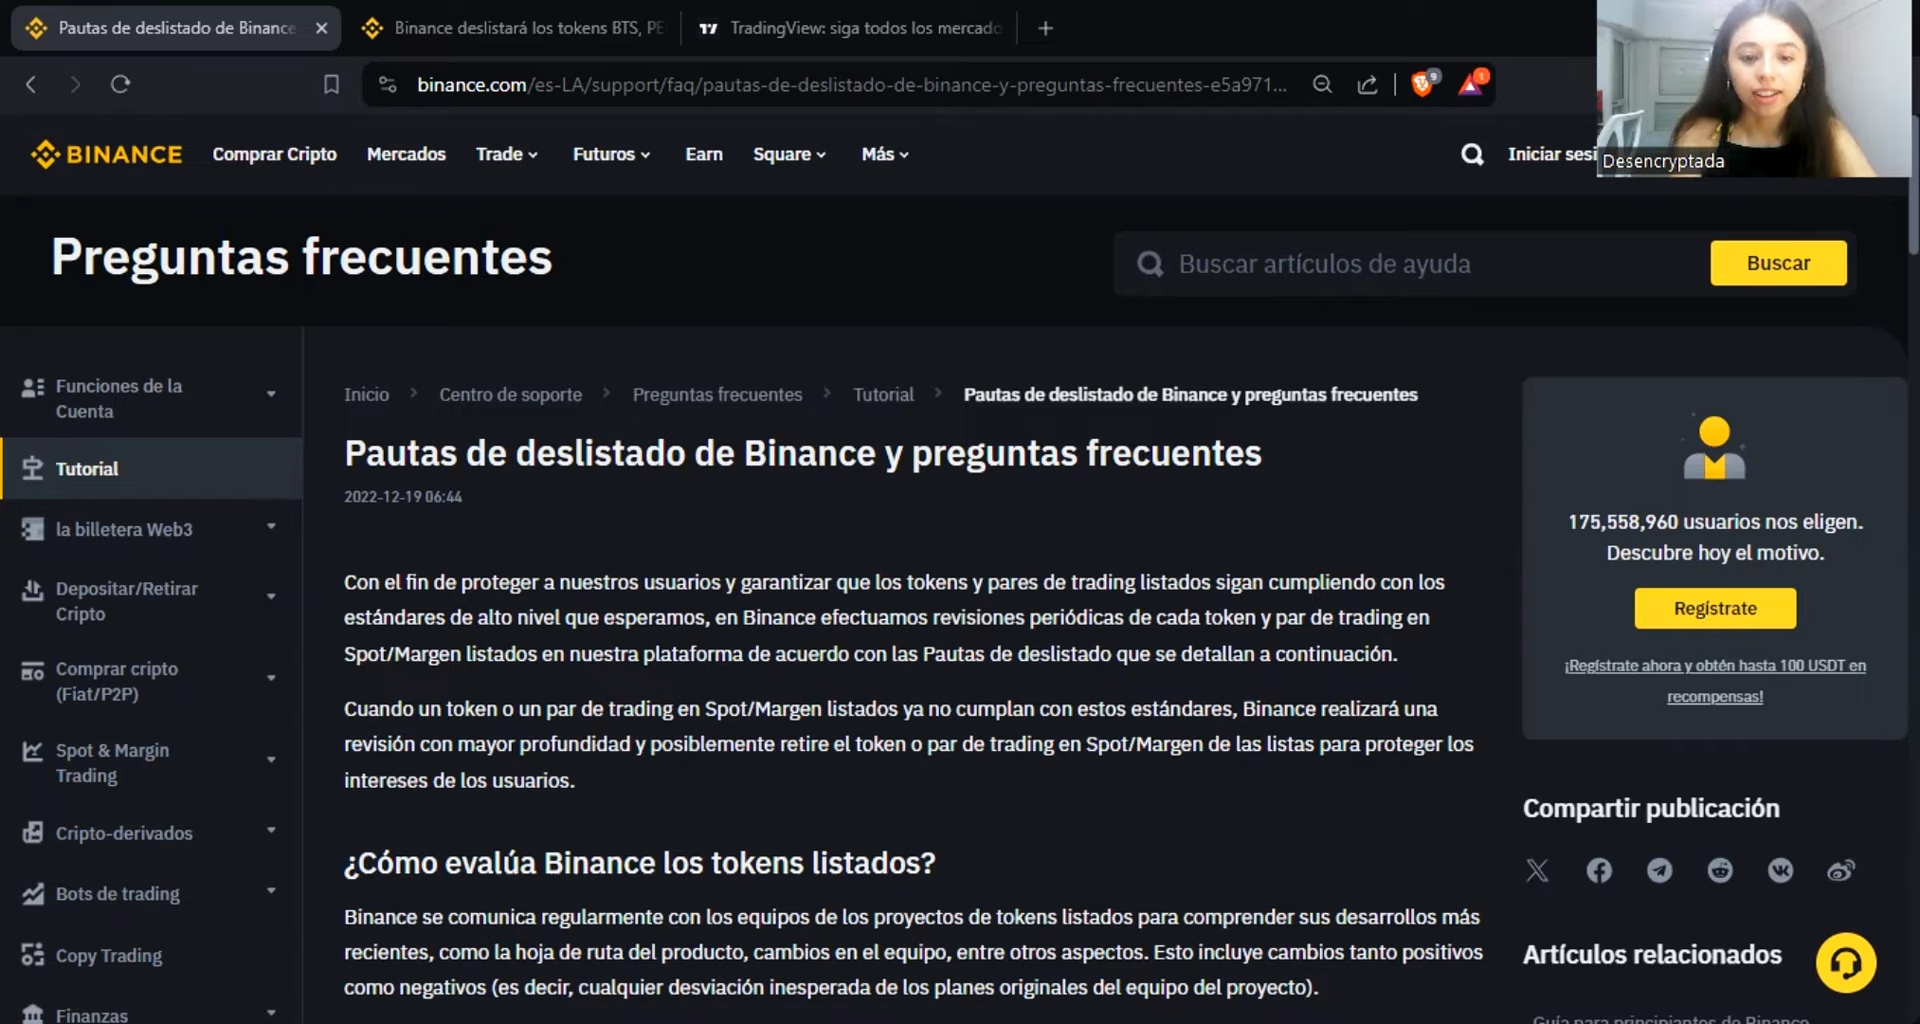 Pautas de deslistado de Binance
Binance deslistará los tokens BTS, PE
TradingView: siga todos los mercado
binance.com/es-LA/support/faq/pautas-de-deslistado-de-binance-y-preguntas-frecuentes-e5a971...
9
1
BINANCE
Comprar Cripto
Mercados
Trade
Futuros
Earn
Square
Más
Iniciar sesi
Desencryptada
Preguntas frecuentes
Buscar artículos de ayuda
Buscar
Funciones de la
Cuenta
Tutorial
la billetera Web3
Depositar/Retirar
Cripto
Comprar cripto
(Fiat/P2P)
Spot & Margin
Trading
Cripto-derivados
Bots de trading
Copy Trading
Finanzas
Inicio > Centro de soporte > Preguntas frecuentes > Tutorial > Pautas de deslistado de Binance y preguntas frecuentes
Pautas de deslistado de Binance y preguntas frecuentes
2022-12-19 06:44
Con el fin de proteger a nuestros usuarios y garantizar que los tokens y pares de trading listados sigan cumpliendo con los
estándares de alto nivel que esperamos, en Binance efectuamos revisiones periódicas de cada token y par de trading en
Spot/Margen listados en nuestra plataforma de acuerdo con las Pautas de deslistado que se detallan a continuación.
Cuando un token o un par de trading en Spot/Margen listados ya no cumplan con estos estándares, Binance realizará una
revisión con mayor profundidad y posiblemente retire el token o par de trading en Spot/Margen de las listas para proteger los
intereses de los usuarios.
¿Cómo evalúa Binance los tokens listados?
Binance se comunica regularmente con los equipos de los proyectos de tokens listados para comprender sus desarrollos más
recientes, como la hoja de ruta del producto, cambios en el equipo, entre otros aspectos. Esto incluye cambios tanto positivos
como negativos (es decir, cualquier desviación inesperada de los planes originales del equipo del proyecto).
175,558,960 usuarios nos eligen.
Descubre hoy el motivo.
Regístrate
¡Regístrate ahora y obtén hasta 100 USDT en
recompensas!
Compartir publicación
Artículos relacionados
Guía para principiantes de Binance